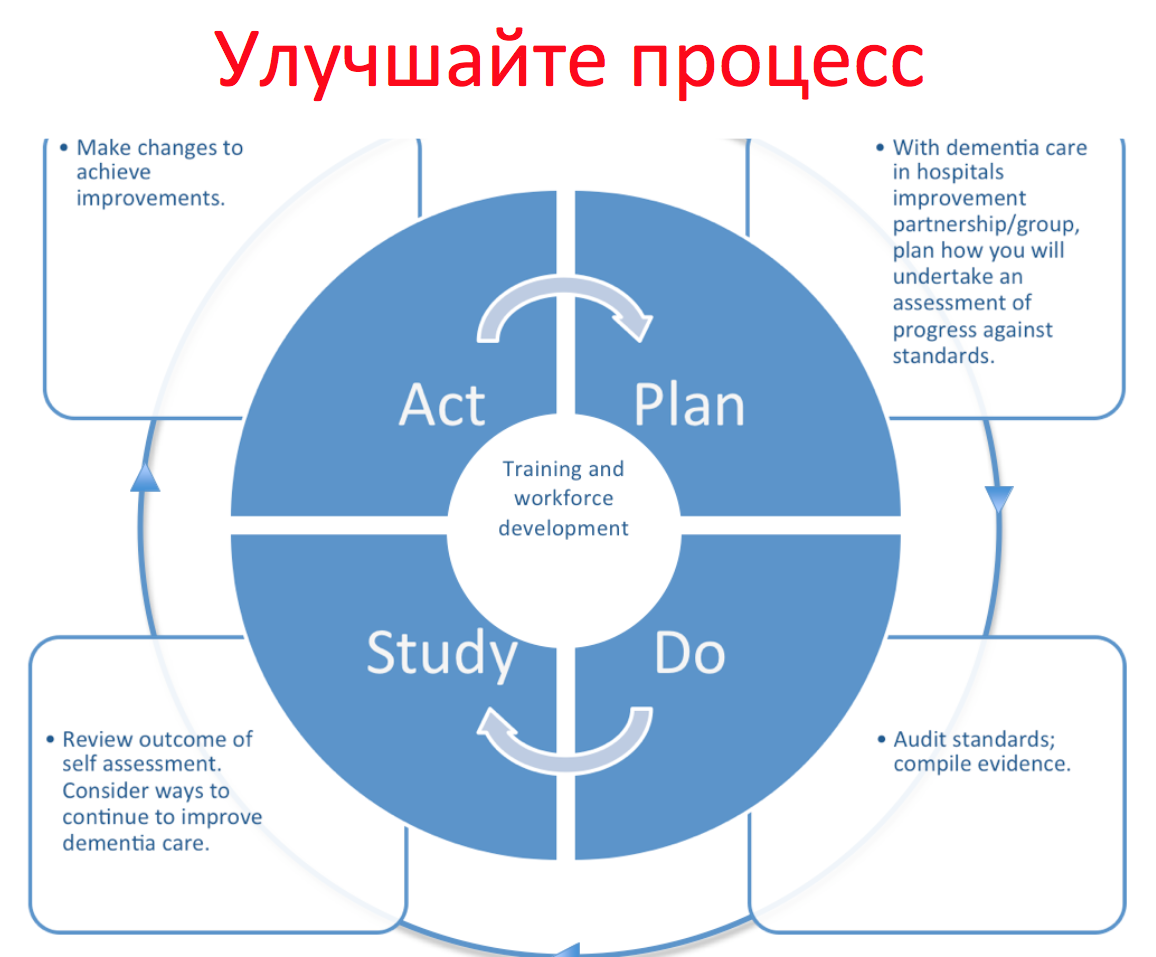 Улучшайте процесс
• Make changes to
achieve
improvements.
• With dementia care
in hospitals
improvement
partnership/group,
plan how you will
undertake an
assessment of
progress against
standards.
Act
Plan
Training and
workforce
development
Study
Do
• Review outcome of
self assessment.
Consider ways to
continue to improve
dementia care.
• Audit standards;
compile evidence.